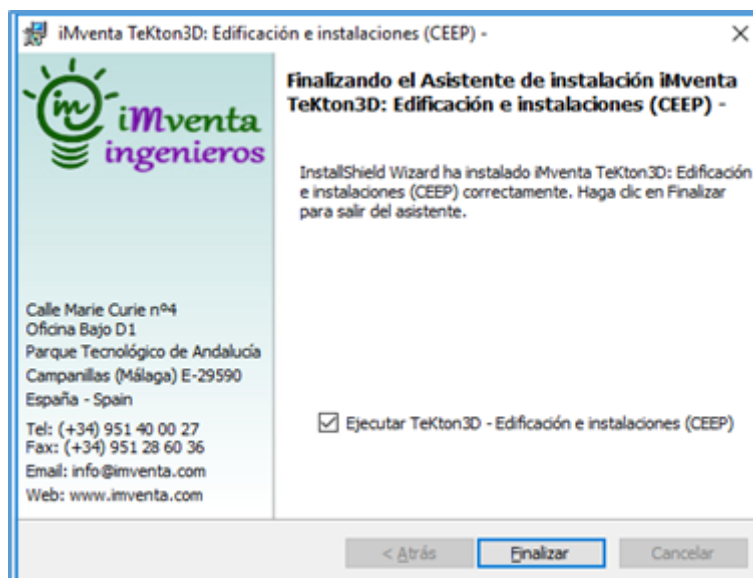 iMventa TeKton3D: Edificación e instalaciones (CEEP) -
im
iMventa
ingenieros
Finalizando el Asistente de instalación iMventa
TeKton3D: Edificación e instalaciones (CEEP) -
InstallShield Wizard ha instalado iMventa TeKton3D: Edificación
e instalaciones (CEEP) correctamente. Haga clic en Finalizar
para salir del asistente.
Calle Marie Curie nº4
Oficina Bajo D1
Parque Tecnológico de Andalucía
Campanillas (Málaga) E-29590
España - Spain
Tel: (+34) 951 40 00 27
Fax: (+34) 951 28 60 36
Email: info@imventa.com
Web: www.imventa.com
Ejecutar TeKton3D - Edificación e instalaciones (CEEP)
< Atrás Finalizar Cancelar